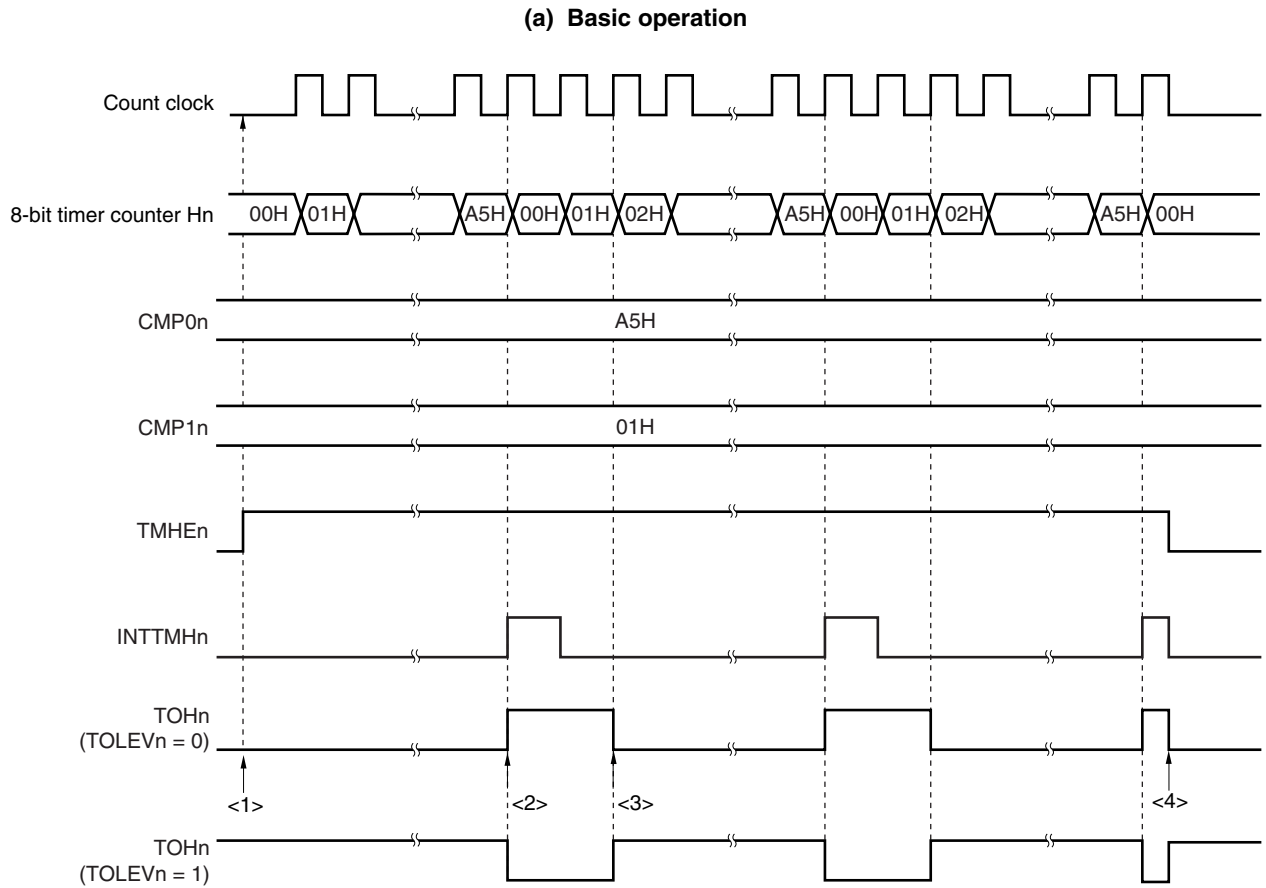 (a) Basic operation
Count clock
8-bit timer counter Hn
00H 01H A5H 00H 01H 02H A5H 00H 01H 02H A5H 00H
CMP0n
A5H
CMP1n
01H
TMHEn
INTTMHn
TOHn
(TOLEVn = 0)
<1> <2> <3> <4>
TOHn
(TOLEVn = 1)